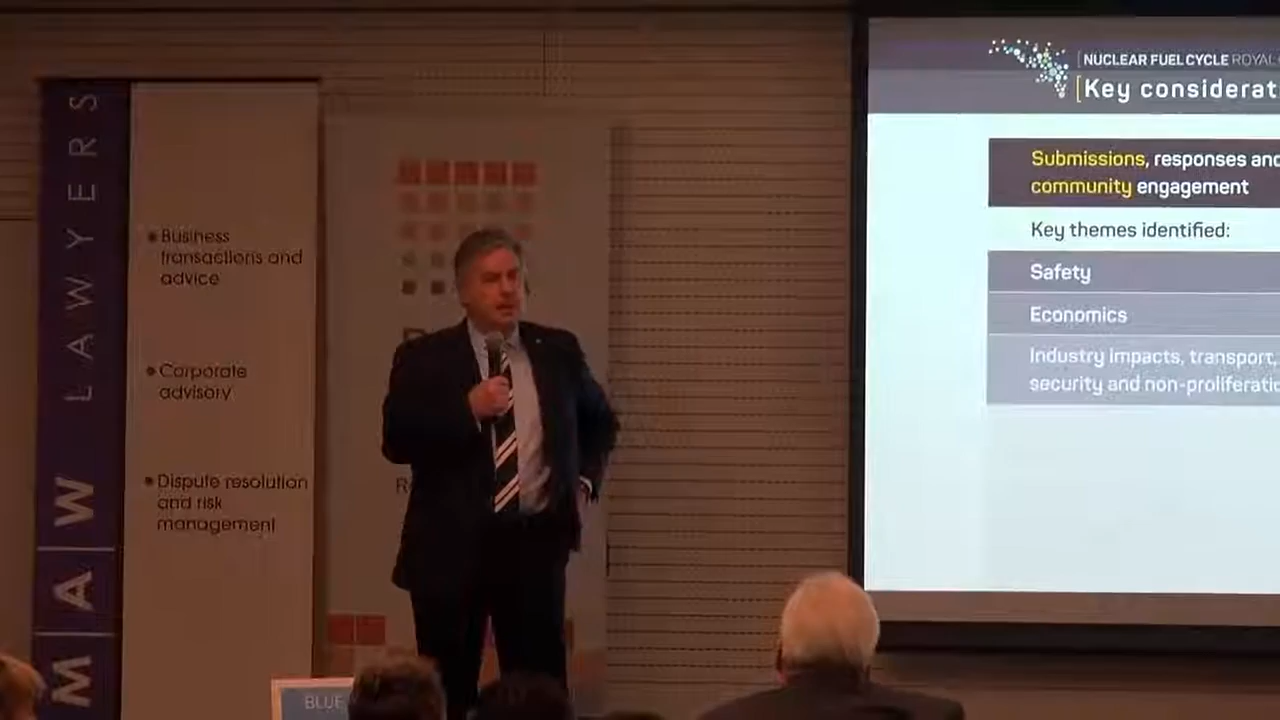 M|A|W LAWYERS
Business
transactions and
advice
Corporate
advisory
Dispute resolution
and risk
management
BLUE
[NUCLEAR FUEL CYCLE ROYAL
[Key considerat
Submissions, responses and
community engagement
Key themes identified:
Safety
Economics
Industry impacts, transport,
security and non-proliferatio